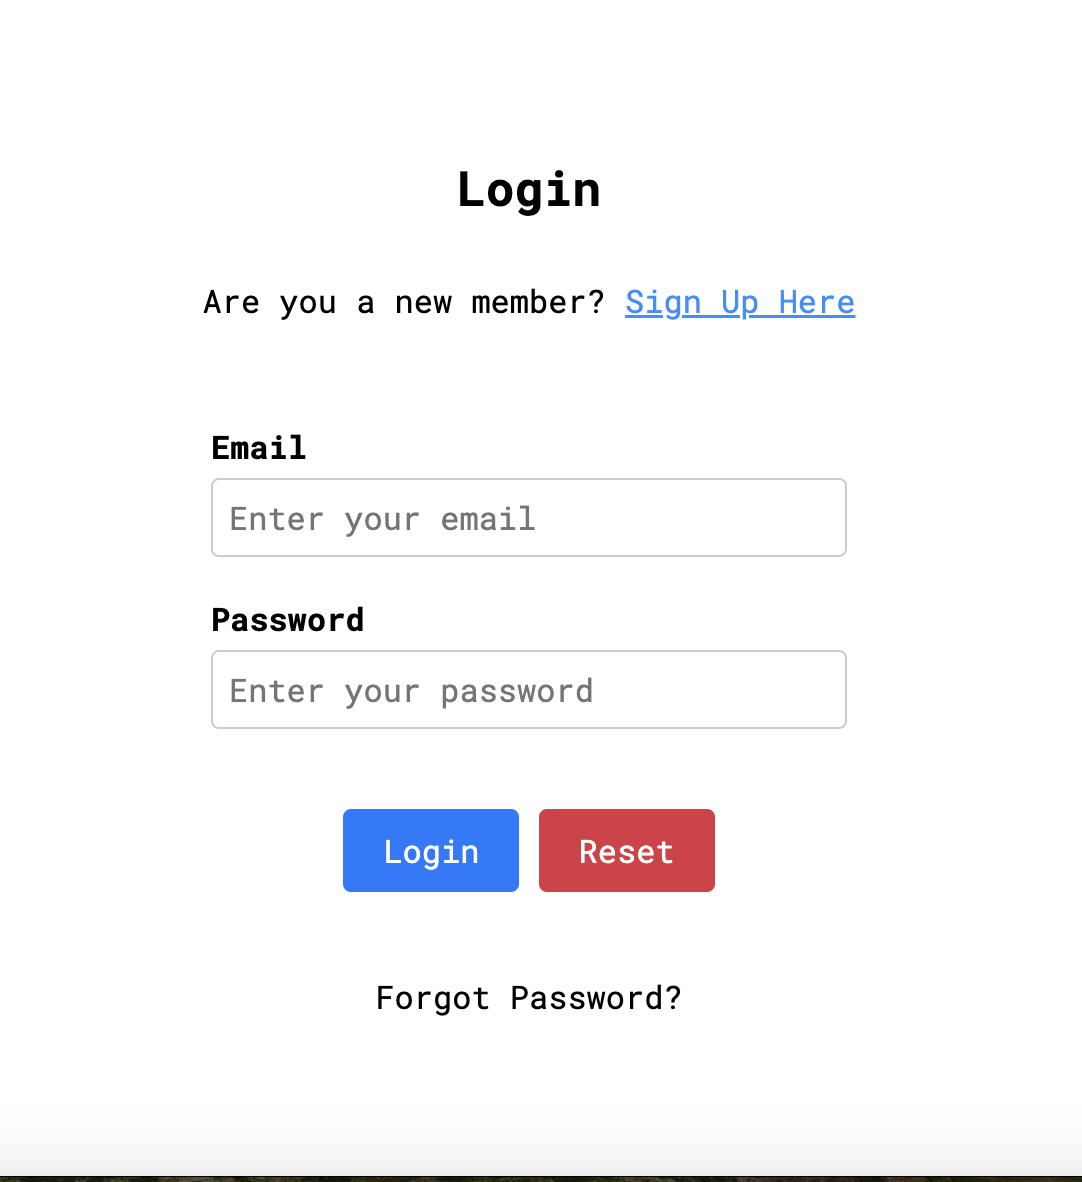 Login
Are you a new member? Sign Up Here
Email
Enter your email
Password
Enter your password
Login Reset
Forgot Password?